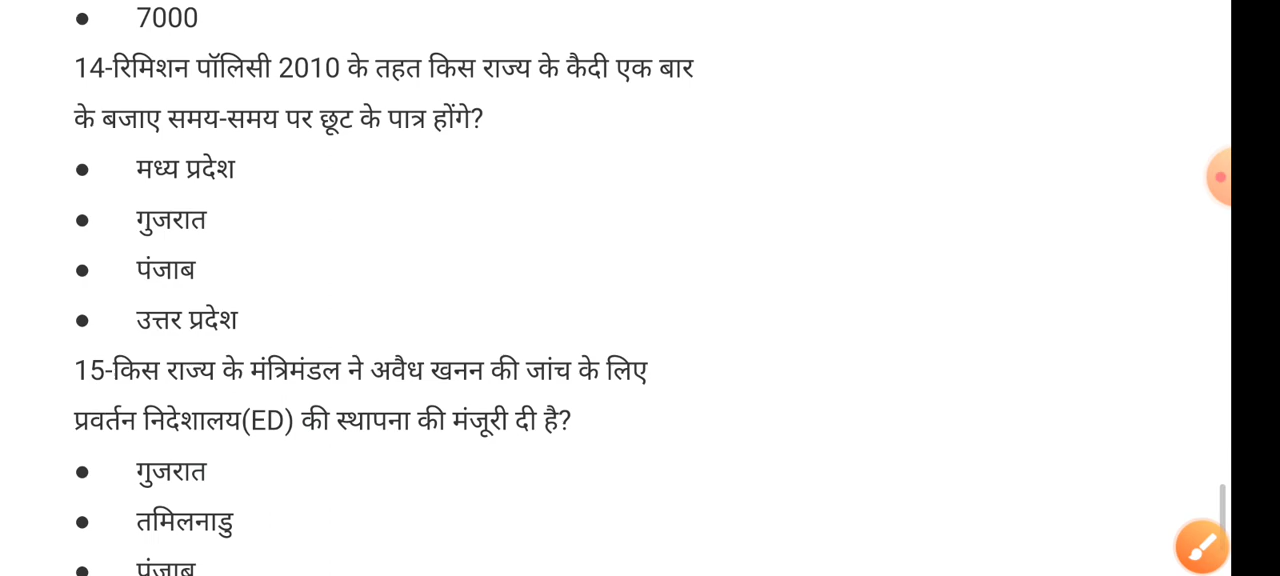 ● 7000
14-रिमिशन पॉलिसी 2010 के तहत किस राज्य के कैदी एक बार
के बजाए समय-समय पर छूट के पात्र होंगे?
● मध्य प्रदेश
● गुजरात
● पंजाब
● उत्तर प्रदेश
15-किस राज्य के मंत्रिमंडल ने अवैध खनन की जांच के लिए
प्रवर्तन निदेशालय(ED) की स्थापना की मंजूरी दी है?
● गुजरात
● तमिलनाडु
● पंजाब